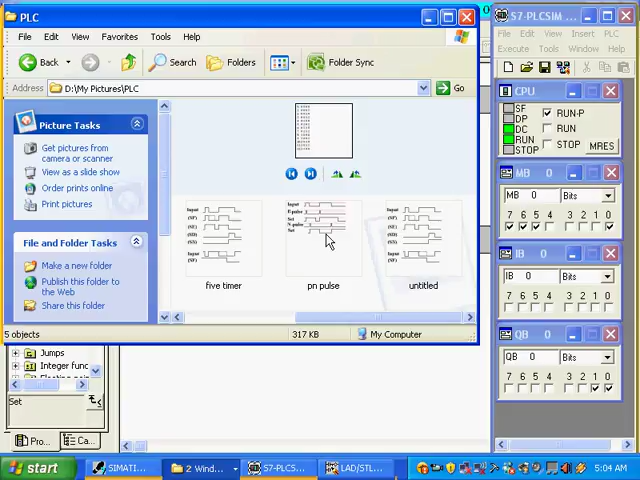 PLC
File Edit View Favorites Tools Help
Back Search Folders Folder Sync
Address D:\My Pictures\PLC Go
Picture Tasks
Get pictures from
camera or scanner
View as a slide show
Order prints online
Print pictures
File and Folder Tasks
Make a new folder
Publish this folder to
the Web
Share this folder
five timer pn pulse untitled
5 objects 317 KB My Computer
Jumps
Integer func
Set
Pro... Ca...
S7-PLCSIM
File Edit View Insert PLC
Execute Tools Window Help
CPU
SF
DP
DC
RUN
STOP
RUN-P
RUN
STOP
MRES
MB 0
MB 0 Bits
7 6 5 4 3 2 1 0
IB 0
IB 0 Bits
7 6 5 4 3 2 1 0
QB 0
QB 0 Bits
7 6 5 4 3 2 1 0
start SIMATI... 2 Wind... S7-PLCS... LAD/STL... 5:04 AM